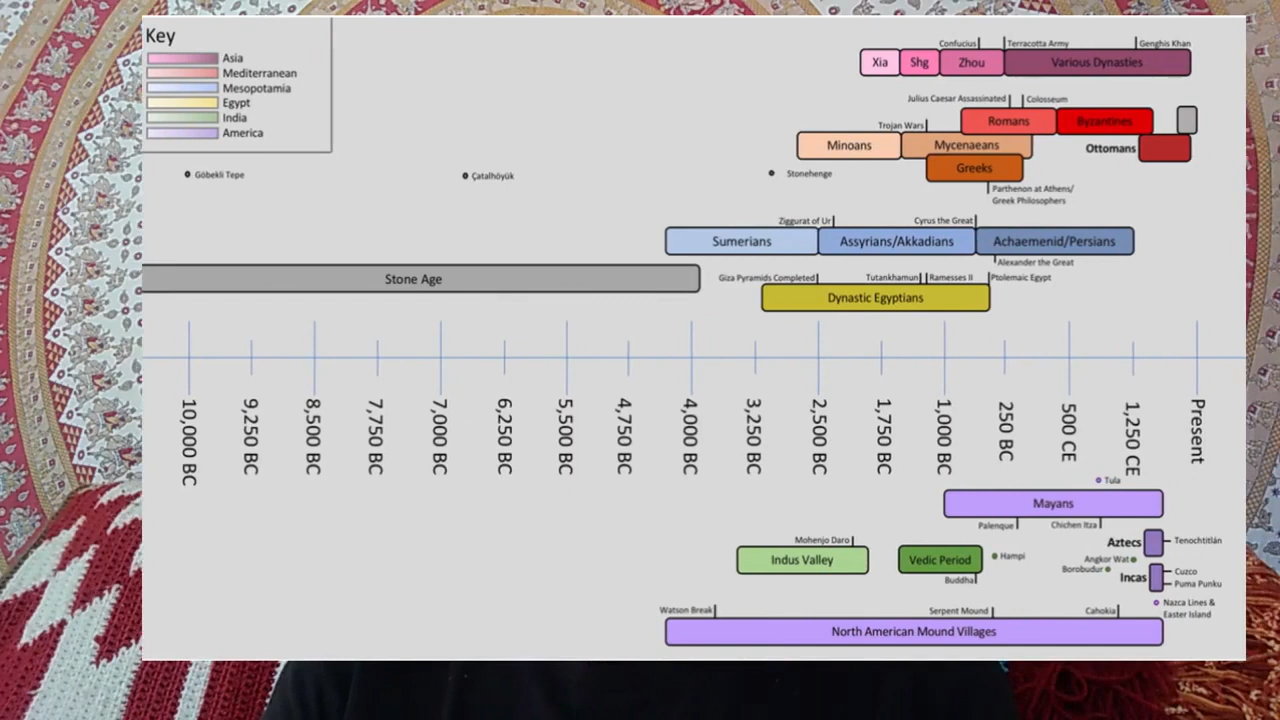 Key
Asia
Mediterranean
Mesopotamia
Egypt
India
America
Confucius
Terracotta Army
Genghis Khan
Xia
Shg
Zhou
Various Dynasties
Julius Caesar Assassinated
Colosseum
Trojan Wars
Romans
Byzantines
Minoans
Mycenaeans
Ottomans
Greeks
Göbekli Tepe
Çatalhöyük
Stonehenge
Parthenon at Athens/
Greek Philosophers
Ziggurat of Ur
Cyrus the Great
Sumerians
Assyrians/Akkadians
Achaemenid/Persians
Alexander the Great
Stone Age
Giza Pyramids Completed
Tutankhamun
Ramesses II
Ptolemaic Egypt
Dynastic Egyptians
10,000 BC
9,250 BC
8,500 BC
7,750 BC
7,000 BC
6,250 BC
5,500 BC
4,750 BC
4,000 BC
3,250 BC
2,500 BC
1,750 BC
1,000 BC
250 BC
500 CE
1,250 CE
Present
Tula
Mayans
Palenque
Chichen Itza
Mohenjo Daro
Aztecs
Tenochtitlán
Indus Valley
Vedic Period
Hampi
Angkor Wat
Borobudur
Buddha
Incas
Cuzco
Puma Punku
Nazca Lines &
Easter Island
Watson Break
Serpent Mound
Cahokia
North American Mound Villages